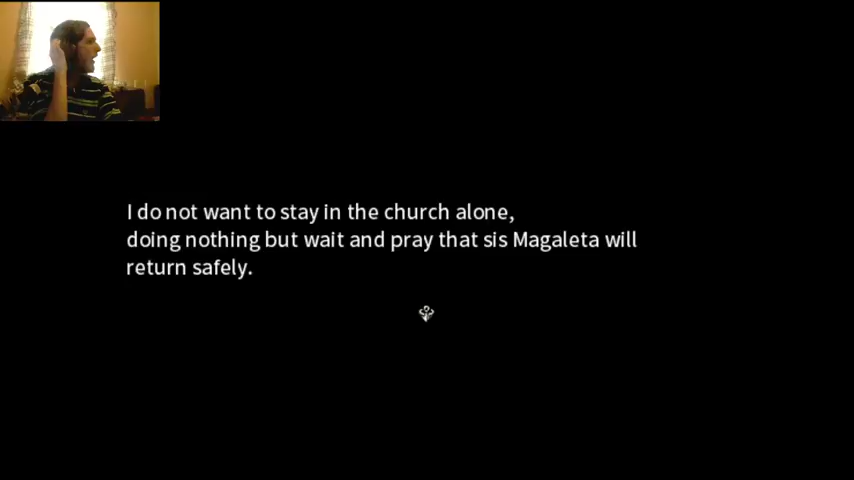 I do not want to stay in the church alone,
doing nothing but wait and pray that sis Magaleta will
return safely.